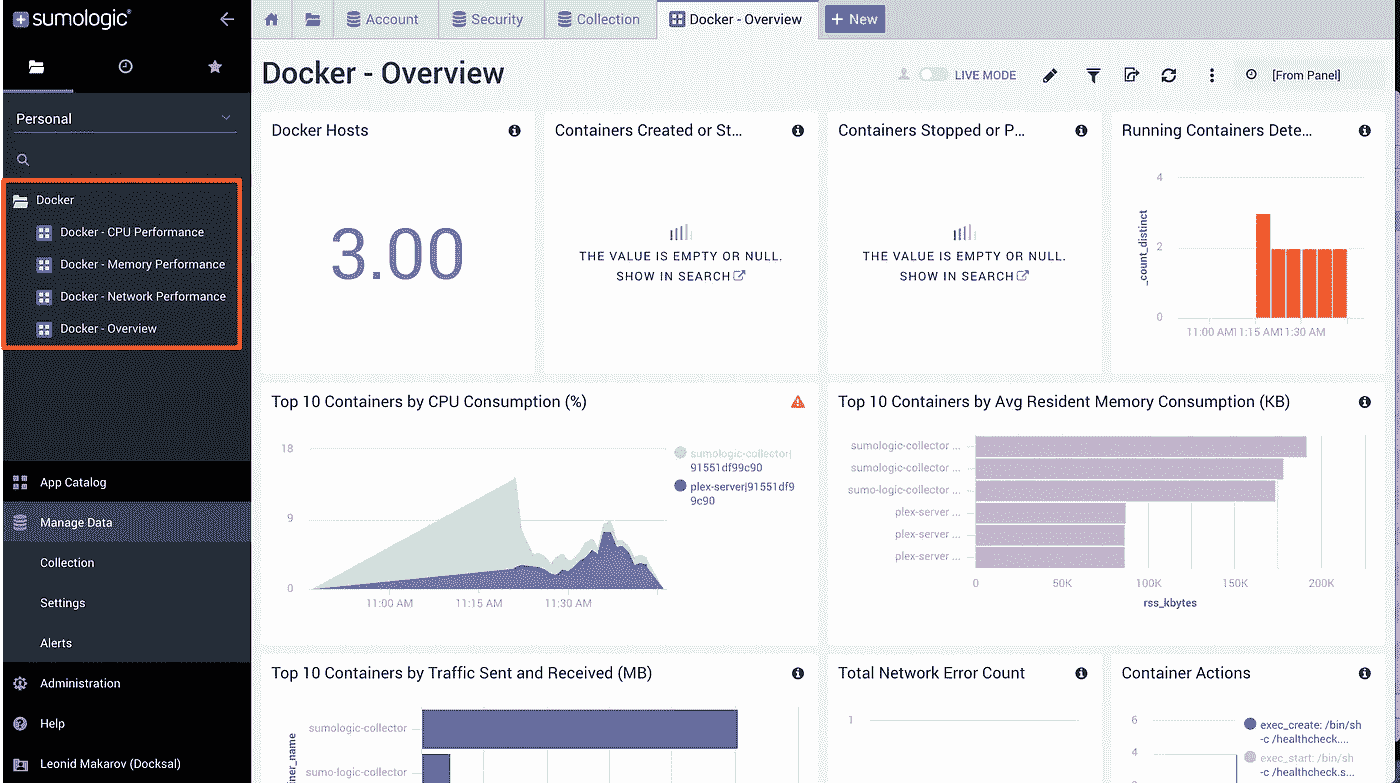 sumologic
Account
Security
Collection
Docker - Overview
+ New
Personal
Docker
Docker - CPU Performance
Docker - Memory Performance
Docker - Network Performance
Docker - Overview
App Catalog
Manage Data
Collection
Settings
Alerts
Administration
Help
Leonid Makarov (Docksal)
Docker - Overview
LIVE MODE
[From Panel]
Docker Hosts
3.00
Containers Created or St...
THE VALUE IS EMPTY OR NULL.
SHOW IN SEARCH
Containers Stopped or P...
THE VALUE IS EMPTY OR NULL.
SHOW IN SEARCH
Running Containers Dete...
_count_distinct
4
2
0
11:00 AM
11:15 AM
11:30 AM
Top 10 Containers by CPU Consumption (%)
18
9
0
11:00 AM
11:15 AM
11:30 AM
sumologic-collector|
91551df99c90
plex-server|91551df9
9c90
Top 10 Containers by Avg Resident Memory Consumption (KB)
sumologic-collector ...
sumologic-collector ...
sumo-logic-collector ...
plex-server ...
plex-server ...
plex-server ...
0
50K
100K
150K
200K
rss_kbytes
Top 10 Containers by Traffic Sent and Received (MB)
sumologic-collector
sumo-logic-collector
Total Network Error Count
1
Container Actions
6
4
exec_create: /bin/sh
-c /healthcheck....
exec_start: /bin/sh
-c /healthcheck.s...